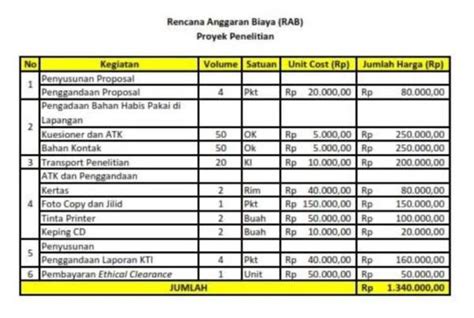 Rencana Anggaran Biaya (RAB)
Proyek Penelitian
No Kegiatan Volume Satuan Unit Cost (Rp) Jumlah Harga (Rp)
1 Penyusunan Proposal
Penggandaan Proposal 4 Pkt Rp 20.000,00 Rp 80.000,00
2 Pengadaan Bahan Habis Pakai di
Lapangan
Kuesioner dan ATK 50 OK Rp 5.000,00 Rp 250.000,00
Bahan Kontak 50 Ok Rp 5.000,00 Rp 250.000,00
3 Transport Penelitian 20 Kl Rp 10.000,00 Rp 200.000,00
4 ATK dan Penggandaan
Kertas 2 Rim Rp 40.000,00 Rp 80.000,00
Foto Copy dan Jilid 1 Pkt Rp 150.000,00 Rp 150.000,00
Tinta Printer 2 Buah Rp 50.000,00 Rp 100.000,00
Keping CD 2 Buah Rp 10.000,00 Rp 20.000,00
5 Penyusunan
Penggandaan Laporan KTI 4 Pkt Rp 40.000,00 Rp 160.000,00
6 Pembayaran Ethical Clearance 1 Unit Rp 50.000,00 Rp 50.000,00
JUMLAH Rp 1.340.000,00